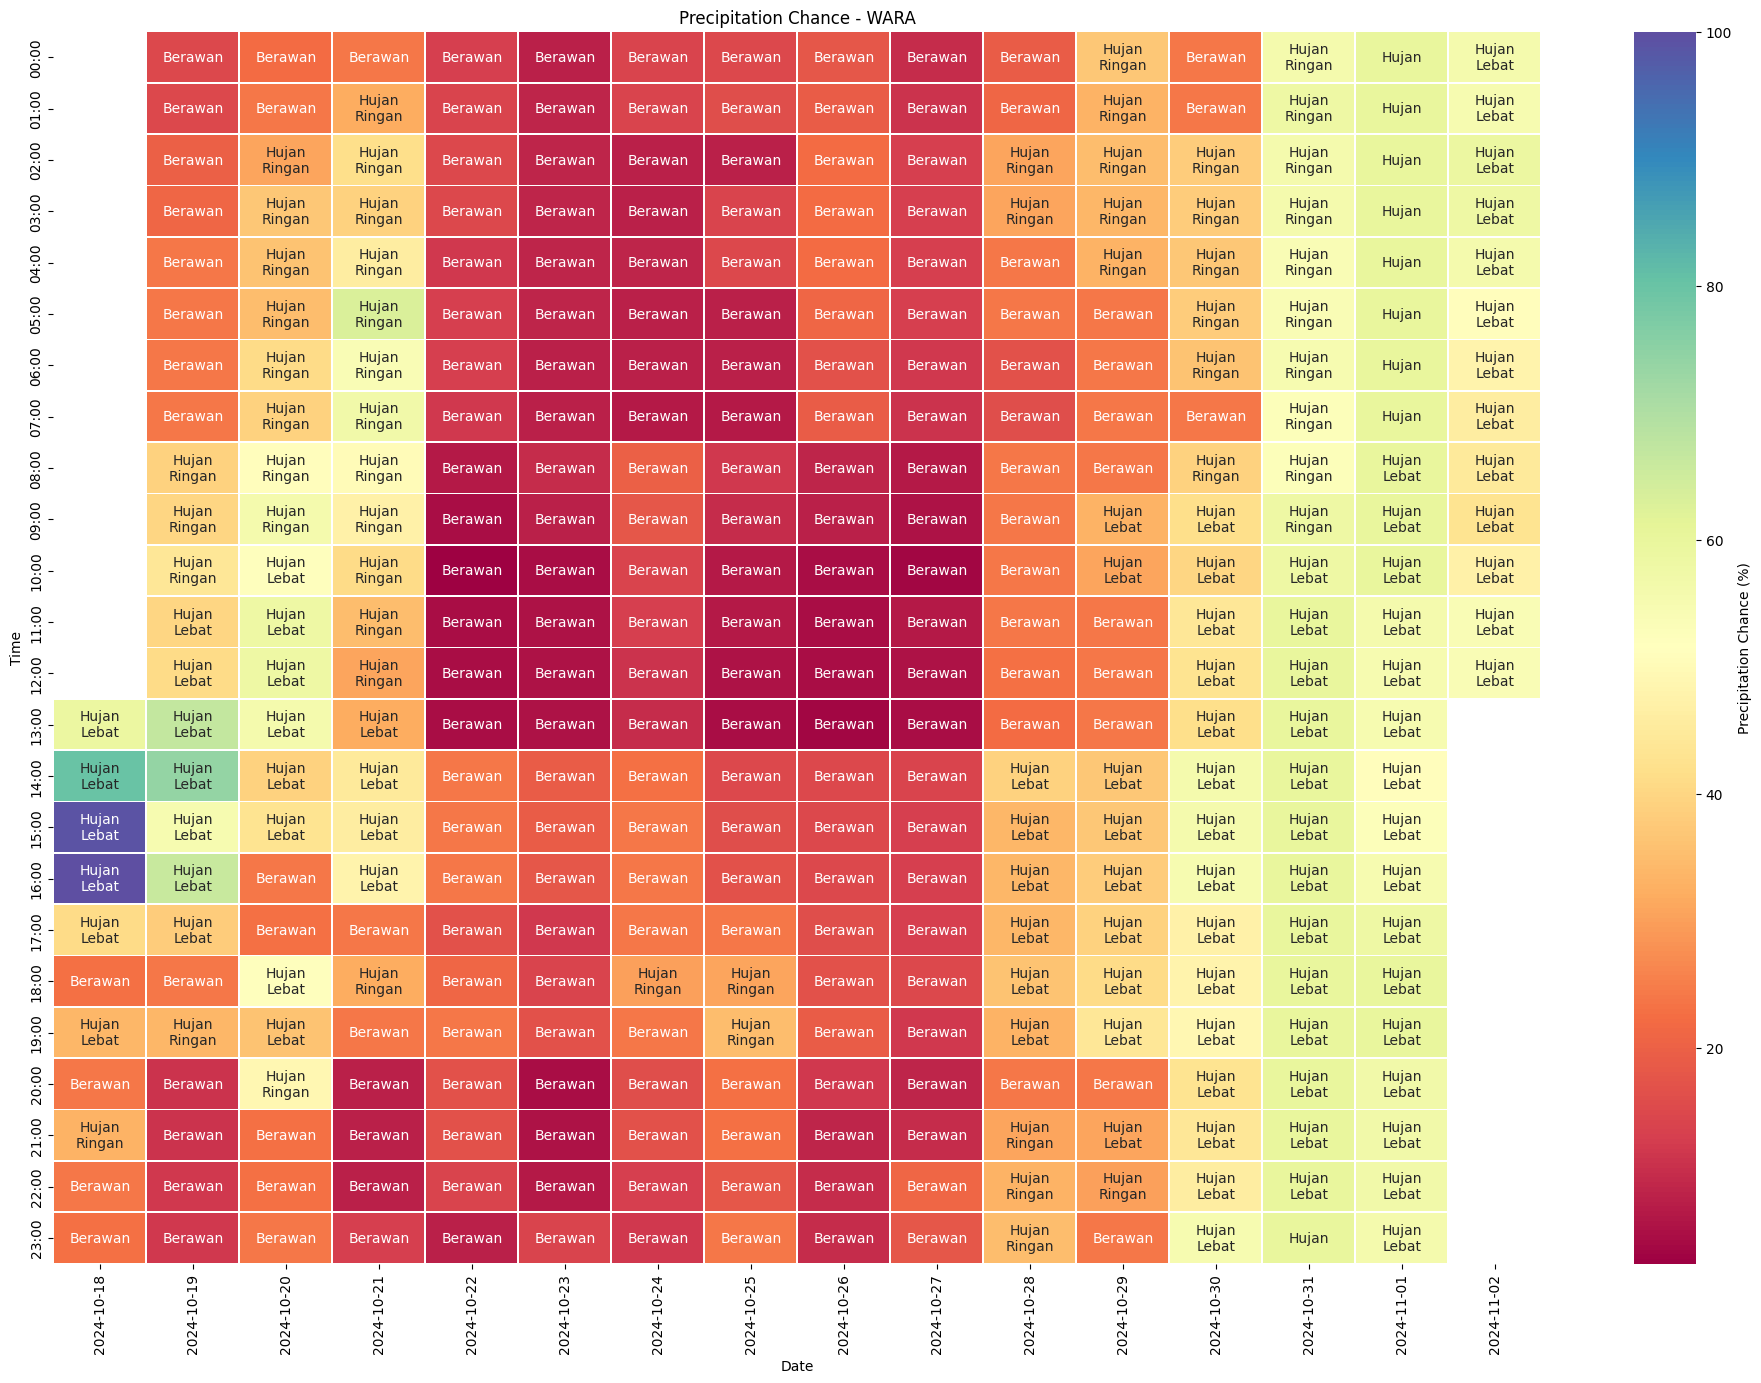 Precipitation Chance - WARA
00:00 Berawan Berawan Berawan Berawan Berawan Berawan Berawan Berawan Berawan Berawan Hujan Ringan Berawan Hujan Ringan Hujan Hujan Lebat
01:00 Berawan Berawan Hujan Ringan Berawan Berawan Berawan Berawan Berawan Berawan Berawan Hujan Ringan Berawan Hujan Ringan Hujan Hujan Lebat
02:00 Berawan Hujan Ringan Hujan Ringan Berawan Berawan Berawan Berawan Berawan Berawan Hujan Ringan Hujan Ringan Hujan Ringan Hujan Ringan Hujan Hujan Lebat
03:00 Berawan Hujan Ringan Hujan Ringan Berawan Berawan Berawan Berawan Berawan Berawan Hujan Ringan Hujan Ringan Hujan Ringan Hujan Ringan Hujan Hujan Lebat
04:00 Berawan Hujan Ringan Hujan Ringan Berawan Berawan Berawan Berawan Berawan Berawan Berawan Hujan Ringan Hujan Ringan Hujan Ringan Hujan Hujan Lebat
05:00 Berawan Hujan Ringan Hujan Ringan Berawan Berawan Berawan Berawan Berawan Berawan Berawan Berawan Hujan Ringan Hujan Ringan Hujan Hujan Lebat
06:00 Berawan Hujan Ringan Hujan Ringan Berawan Berawan Berawan Berawan Berawan Berawan Berawan Berawan Hujan Ringan Hujan Ringan Hujan Hujan Lebat
07:00 Berawan Hujan Ringan Hujan Ringan Berawan Berawan Berawan Berawan Berawan Berawan Berawan Berawan Berawan Hujan Ringan Hujan Hujan Lebat
08:00 Hujan Ringan Hujan Ringan Hujan Ringan Berawan Berawan Berawan Berawan Berawan Berawan Berawan Berawan Hujan Ringan Hujan Ringan Hujan Lebat Hujan Lebat
09:00 Hujan Ringan Hujan Ringan Hujan Ringan Berawan Berawan Berawan Berawan Berawan Berawan Berawan Hujan Lebat Hujan Lebat Hujan Ringan Hujan Lebat Hujan Lebat
10:00 Hujan Ringan Hujan Lebat Hujan Ringan Berawan Berawan Berawan Berawan Berawan Berawan Berawan Hujan Lebat Hujan Lebat Hujan Lebat Hujan Lebat Hujan Lebat
11:00 Hujan Lebat Hujan Lebat Hujan Ringan Berawan Berawan Berawan Berawan Berawan Berawan Berawan Berawan Hujan Lebat Hujan Lebat Hujan Lebat Hujan Lebat
12:00 Hujan Lebat Hujan Lebat Hujan Ringan Berawan Berawan Berawan Berawan Berawan Berawan Berawan Berawan Hujan Lebat Hujan Lebat Hujan Lebat Hujan Lebat
13:00 Hujan Lebat Hujan Lebat Hujan Lebat Hujan Lebat Berawan Berawan Berawan Berawan Berawan Berawan Berawan Berawan Hujan Lebat Hujan Lebat Hujan Lebat
14:00 Hujan Lebat Hujan Lebat Hujan Lebat Hujan Lebat Berawan Berawan Berawan Berawan Berawan Berawan Hujan Lebat Hujan Lebat Hujan Lebat Hujan Lebat Hujan Lebat
15:00 Hujan Lebat Hujan Lebat Hujan Lebat Hujan Lebat Berawan Berawan Berawan Berawan Berawan Berawan Hujan Lebat Hujan Lebat Hujan Lebat Hujan Lebat Hujan Lebat
16:00 Hujan Lebat Hujan Lebat Berawan Hujan Lebat Berawan Berawan Berawan Berawan Berawan Berawan Hujan Lebat Hujan Lebat Hujan Lebat Hujan Lebat Hujan Lebat
17:00 Hujan Lebat Hujan Lebat Berawan Berawan Berawan Berawan Berawan Berawan Berawan Berawan Hujan Lebat Hujan Lebat Hujan Lebat Hujan Lebat Hujan Lebat
18:00 Berawan Berawan Hujan Lebat Hujan Ringan Berawan Berawan Hujan Ringan Hujan Ringan Berawan Berawan Hujan Lebat Hujan Lebat Hujan Lebat Hujan Lebat Hujan Lebat
19:00 Hujan Lebat Hujan Ringan Hujan Lebat Berawan Berawan Berawan Berawan Hujan Ringan Berawan Berawan Hujan Lebat Hujan Lebat Hujan Lebat Hujan Lebat Hujan Lebat
20:00 Berawan Berawan Hujan Ringan Berawan Berawan Berawan Berawan Berawan Berawan Berawan Berawan Berawan Hujan Lebat Hujan Lebat Hujan Lebat
21:00 Hujan Ringan Berawan Berawan Berawan Berawan Berawan Berawan Berawan Berawan Berawan Hujan Ringan Hujan Lebat Hujan Lebat Hujan Lebat Hujan Lebat
22:00 Berawan Berawan Berawan Berawan Berawan Berawan Berawan Berawan Berawan Berawan Hujan Ringan Hujan Ringan Hujan Lebat Hujan Lebat Hujan Lebat
23:00 Berawan Berawan Berawan Berawan Berawan Berawan Berawan Berawan Berawan Berawan Hujan Ringan Berawan Hujan Lebat Hujan Hujan Lebat
Time
2024-10-18 2024-10-19 2024-10-20 2024-10-21 2024-10-22 2024-10-23 2024-10-24 2024-10-25 2024-10-26 2024-10-27 2024-10-28 2024-10-29 2024-10-30 2024-10-31 2024-11-01 2024-11-02
Date
100
80
60
40
20
Precipitation Chance (%)